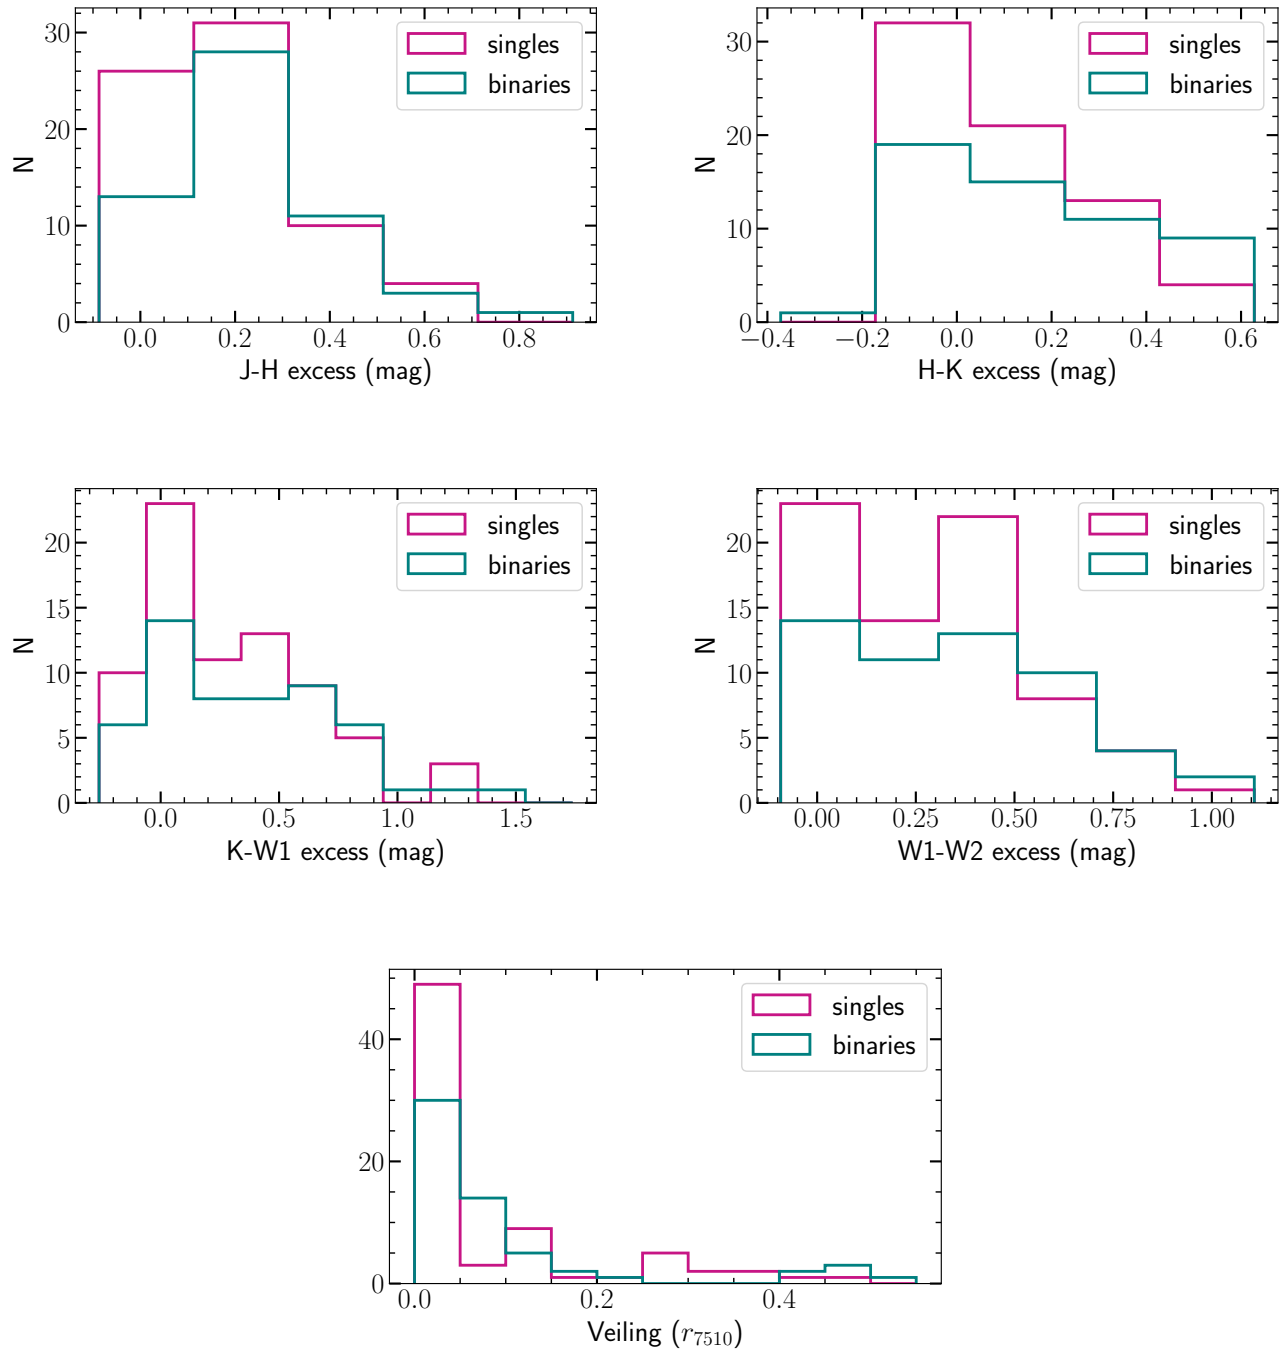 singles
binaries
N
0
10
20
30
0.0 0.2 0.4 0.6 0.8
J-H excess (mag)
singles
binaries
N
0
10
20
30
−0.4 −0.2 0.0 0.2 0.4 0.6
H-K excess (mag)
singles
binaries
N
0
5
10
15
20
0.0 0.5 1.0 1.5
K-W1 excess (mag)
singles
binaries
N
0
5
10
15
20
0.00 0.25 0.50 0.75 1.00
W1-W2 excess (mag)
singles
binaries
0
20
40
0.0 0.2 0.4
Veiling (r7510)